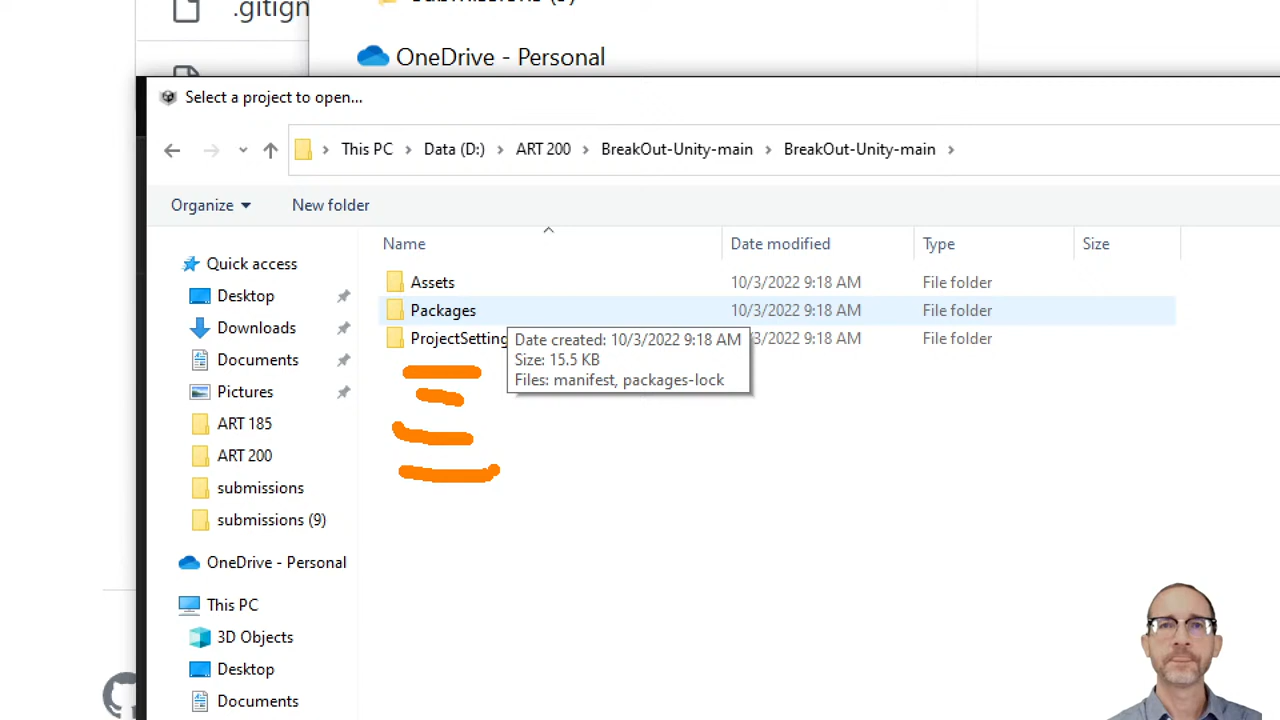 .gitign
OneDrive - Personal
Select a project to open...
This PC > Data (D:) > ART 200 > BreakOut-Unity-main > BreakOut-Unity-main >
Organize New folder
Name Date modified Type Size
Quick access
Desktop
Downloads
Documents
Pictures
ART 185
ART 200
submissions
submissions (9)
OneDrive - Personal
This PC
3D Objects
Desktop
Documents
Assets 10/3/2022 9:18 AM File folder
Packages 10/3/2022 9:18 AM File folder
ProjectSetting 3/2022 9:18 AM File folder
Date created: 10/3/2022 9:18 AM
Size: 15.5 KB
Files: manifest, packages-lock